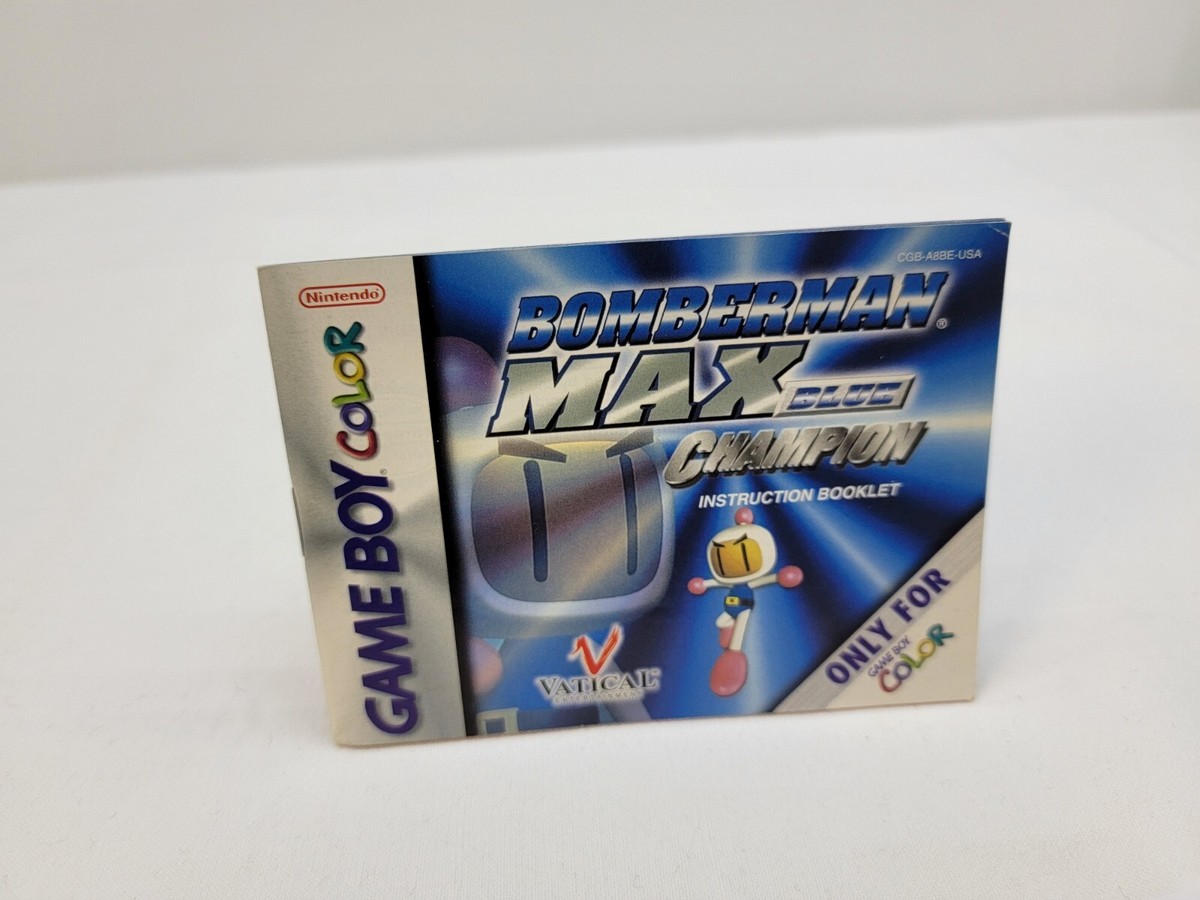 Nintendo
GAME BOY COLOR
CGB-A8BE-USA
BOMBERMAN®
MAX BLUE
CHAMPION
INSTRUCTION BOOKLET
V
VATICAL
ENTERTAINMENT
ONLY FOR
GAME BOY
COLOR